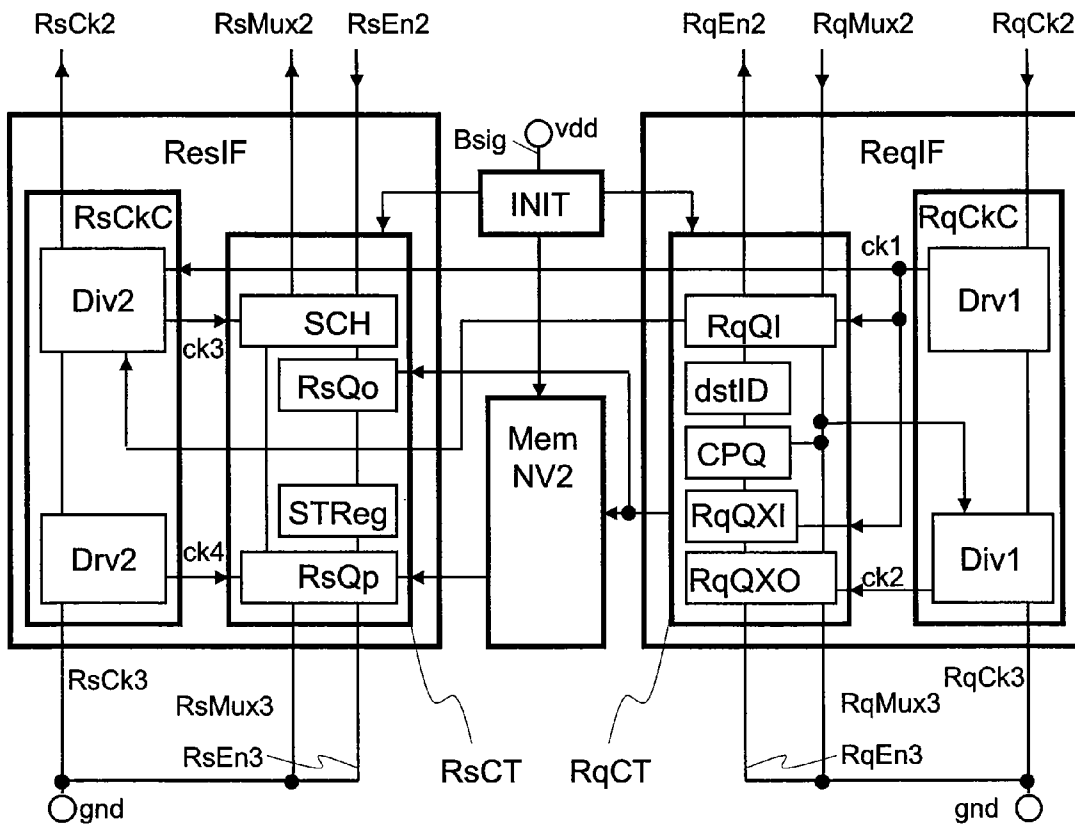 RsCk2 RsMux2 RsEn2 RqEn2 RqMux2 RqCk2
vdd
Bsig
ResIF ReqIF
INIT
RsCkC RqCkC
ck1
Div2 Drv1
SCH RqQI
ck3
RsQo dstID
Mem
NV2
CPQ
STReg RqQXI
Drv2 ck4 Div1
RsQp RqQXO ck2
RsCk3 RqCk3
RsMux3 RqMux3
RsEn3 RqEn3
RsCT RqCT
gnd gnd